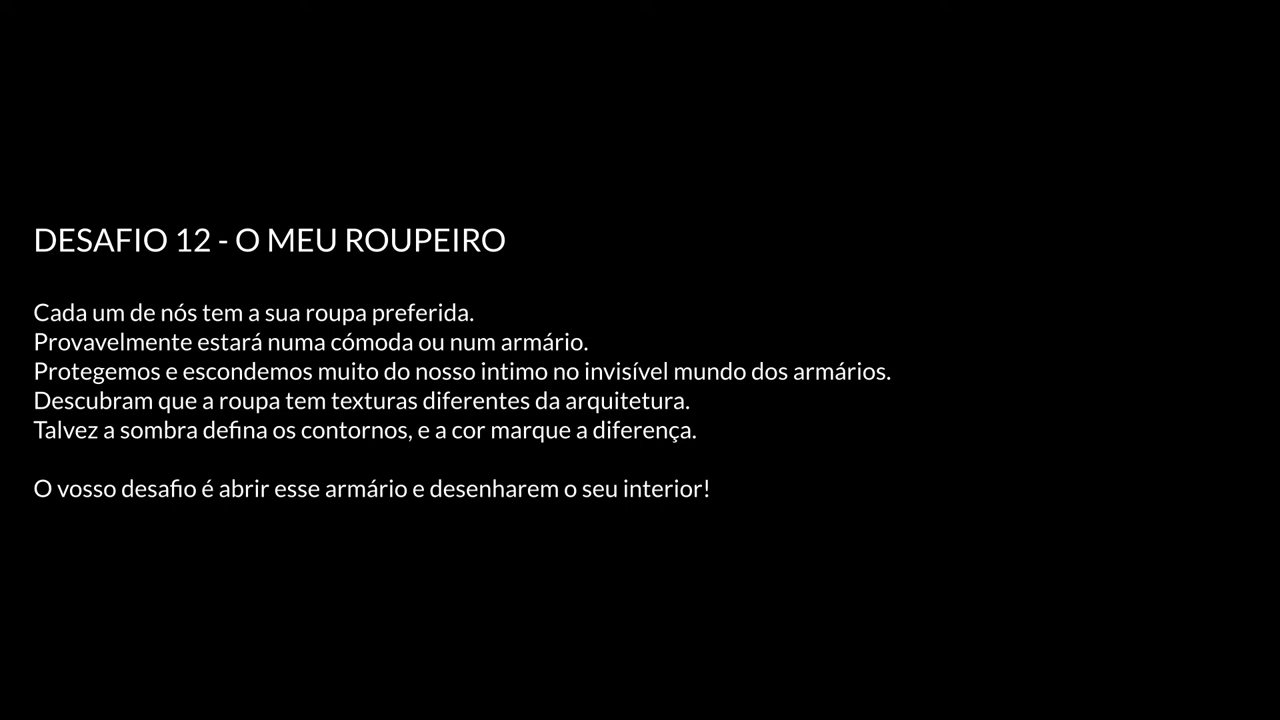 DESAFIO 12 - O MEU ROUPEIRO
Cada um de nós tem a sua roupa preferida.
Provavelmente estará numa cómoda ou num armário.
Protegemos e escondemos muito do nosso intimo no invisível mundo dos armários.
Descubram que a roupa tem texturas diferentes da arquitetura.
Talvez a sombra defina os contornos, e a cor marque a diferença.
O vosso desafio é abrir esse armário e desenharem o seu interior!